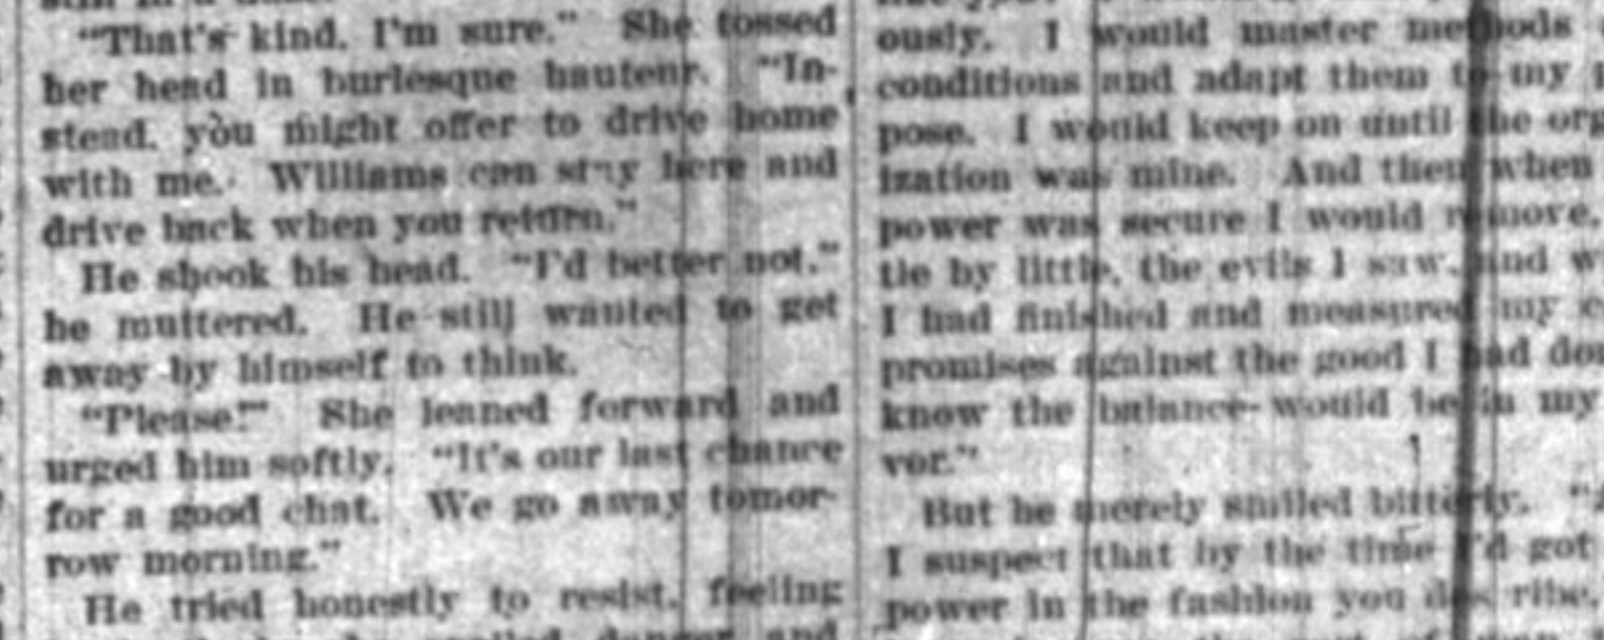 "That's kind. I'm sure." She tossed
her head in burlesque hauteur. "In-
stead, you might offer to drive home
with me. Williams can stay here and
drive back when you return."
He shook his head. "I'd better not."
he muttered. He still wanted to get
away by himself to think.
"Please!" She leaned forward and
urged him softly. "It's our last chance
for a good chat. We go away tomor-
row morning."
He tried honestly to resist, feeling
ously. I would master methods
conditions and adapt them to my
pose. I would keep on until the org
ization was mine. And then when
power was secure I would remove,
tle by little, the evils I saw, and w
I had finished and measured my c
promises against the good I had don
know the balance would be in my
vor."
But he merely smiled bitterly. "
I suspect that by the time I'd got
power in the fashion you describe,